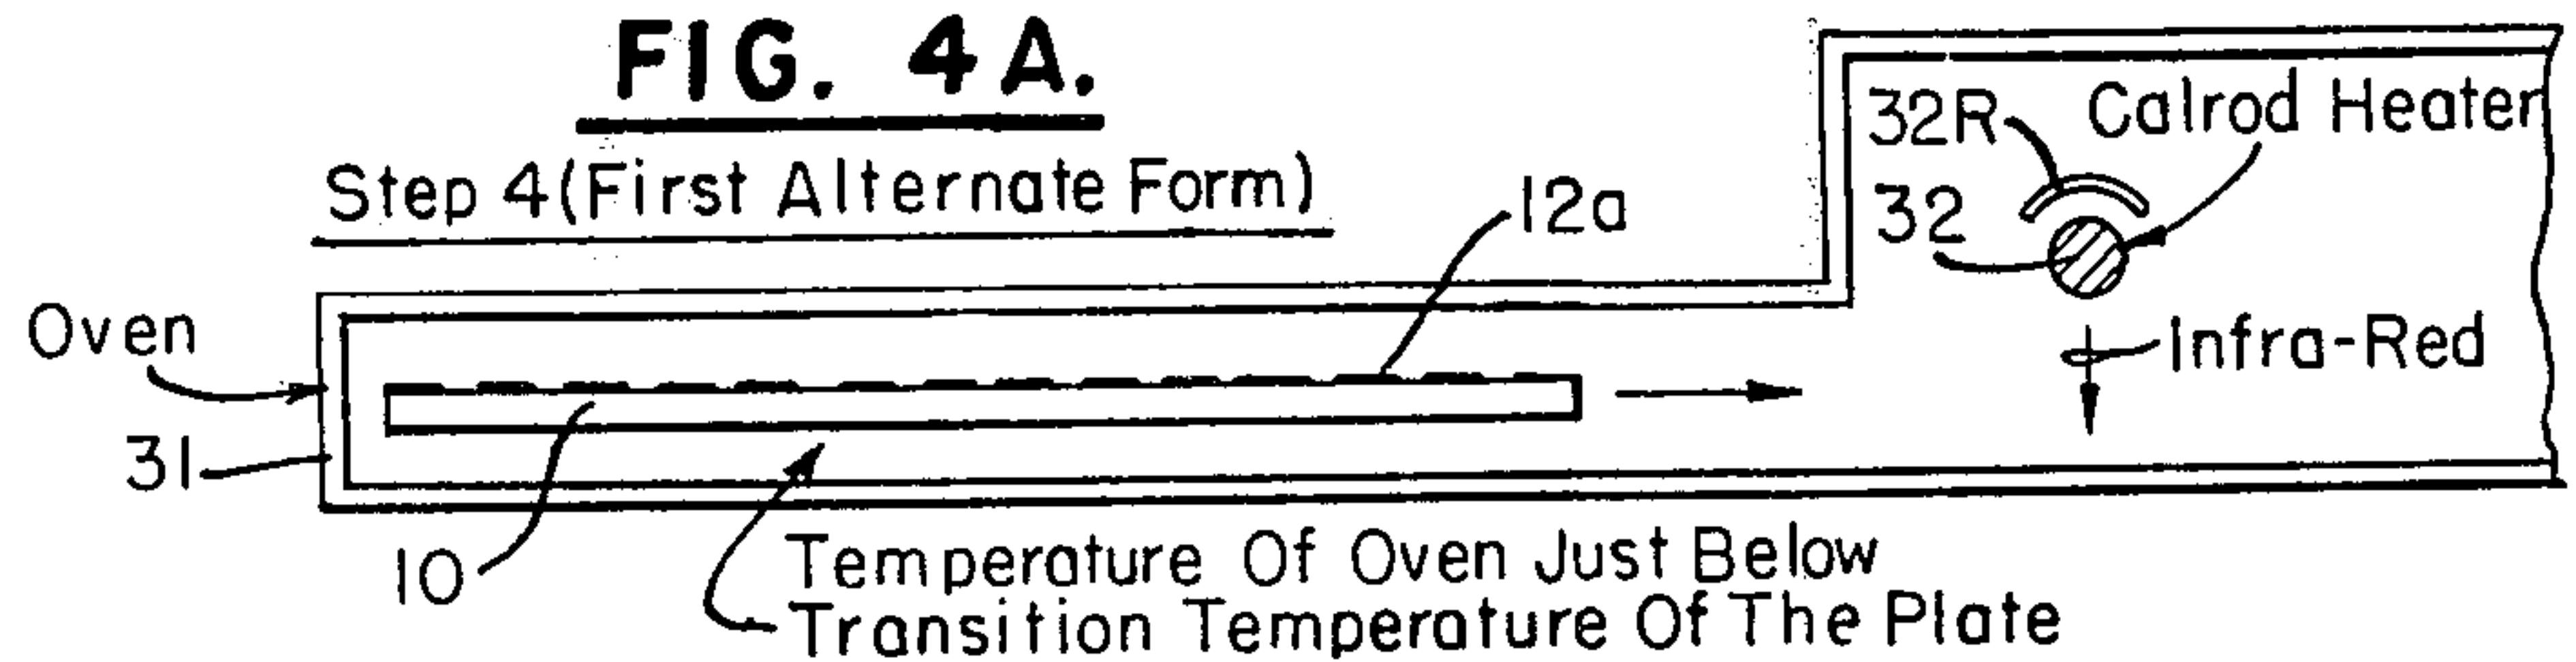 FIG. 4A.
Step 4 (First Alternate Form)
32R
Calrod Heater
32
12a
Oven
Infra-Red
31
10
Temperature Of Oven Just Below
Transition Temperature Of The Plate